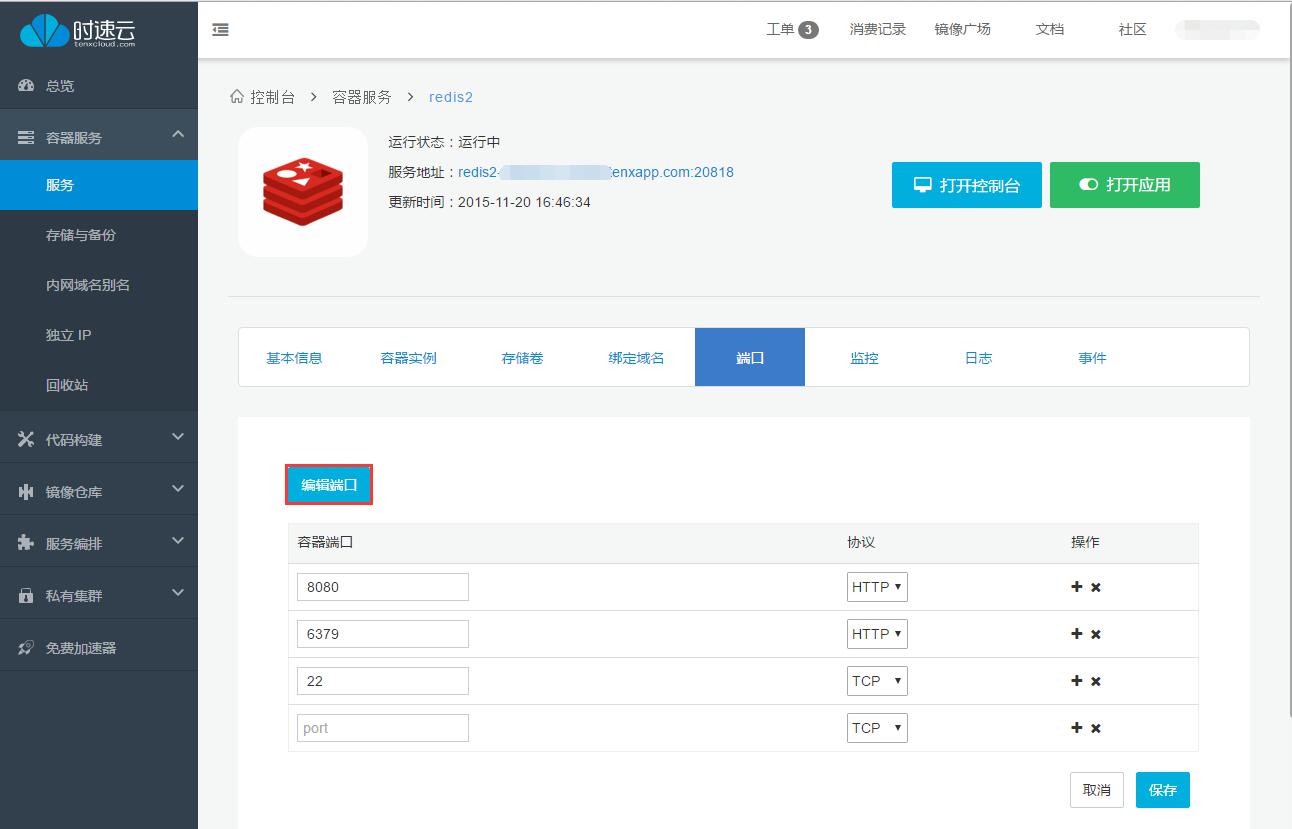 时速云
tenxcloud.com
工单 3 消费记录 镜像广场 文档 社区
总览
容器服务
服务
存储与备份
内网域名别名
独立 IP
回收站
代码构建
镜像仓库
服务编排
私有集群
免费加速器
控制台 > 容器服务 > redis2
运行状态：运行中
服务地址：redis2- tenxapp.com:20818
更新时间：2015-11-20 16:46:34
打开控制台 打开应用
基本信息 容器实例 存储卷 绑定域名 端口 监控 日志 事件
编辑端口
容器端口 协议 操作
8080 HTTP
6379 HTTP
22 TCP
port TCP
取消 保存